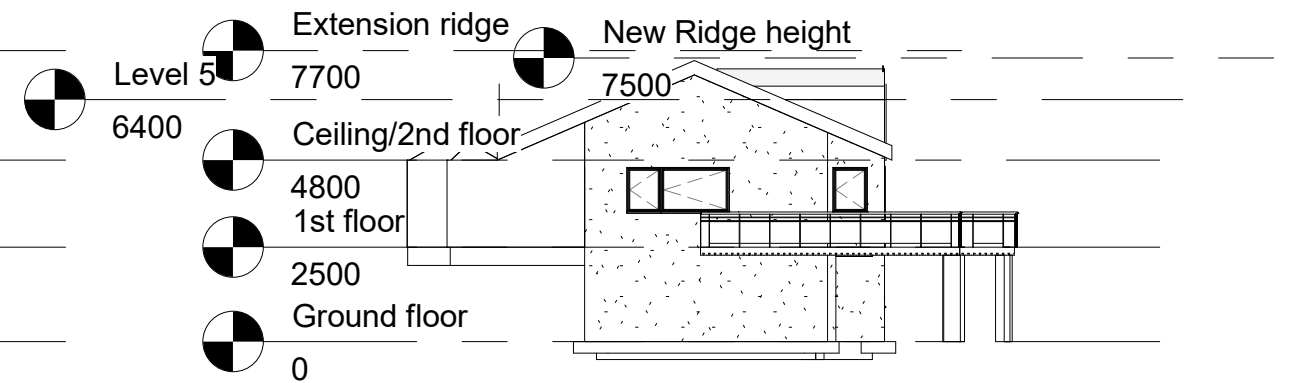 Extension ridge
7700
New Ridge height
7500
Level 5
6400
Ceiling/2nd floor
4800
1st floor
2500
Ground floor
0